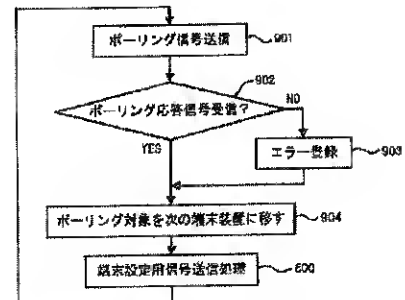 ポーリング信号送信
901
902
ポーリング応答信号受信?
NO
YES
エラー登録
903
ポーリング対象を次の端末装置に移す
904
端末設定用信号送信処理
600